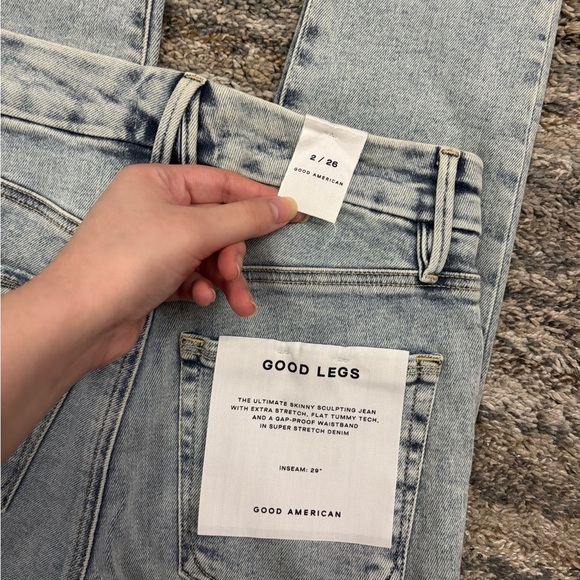 2 / 26
GOOD AMERICAN
GOOD LEGS
THE ULTIMATE SKINNY SCULPTING JEAN
WITH EXTRA STRETCH, FLAT TUMMY TECH,
AND A GAP-PROOF WAISTBAND
IN SUPER STRETCH DENIM
INSEAM: 29"
GOOD AMERICAN